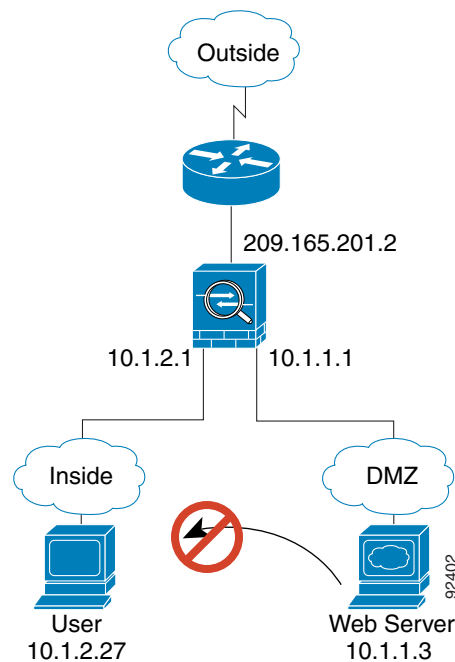 Outside
209.165.201.2
10.1.2.1
10.1.1.1
Inside
DMZ
User
10.1.2.27
Web Server
10.1.1.3
92402